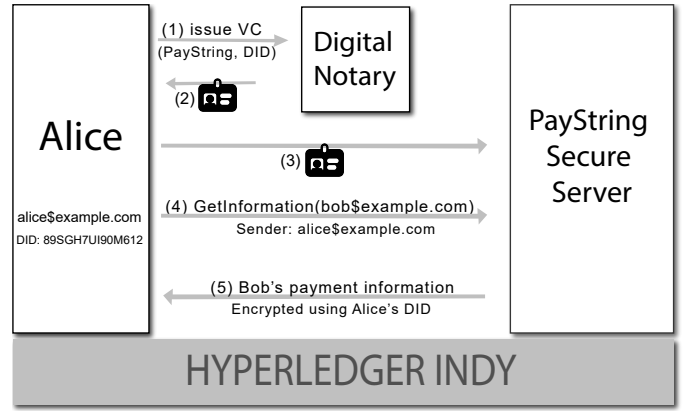 (1) issue VC
(PayString, DID)
Digital
Notary
(2)
Alice
(3)
PayString
Secure
Server
alice$example.com
DID: 89SGH7UI90M612
(4) GetInformation(bob$example.com)
Sender: alice$example.com
(5) Bob's payment information
Encrypted using Alice's DID
HYPERLEDGER INDY